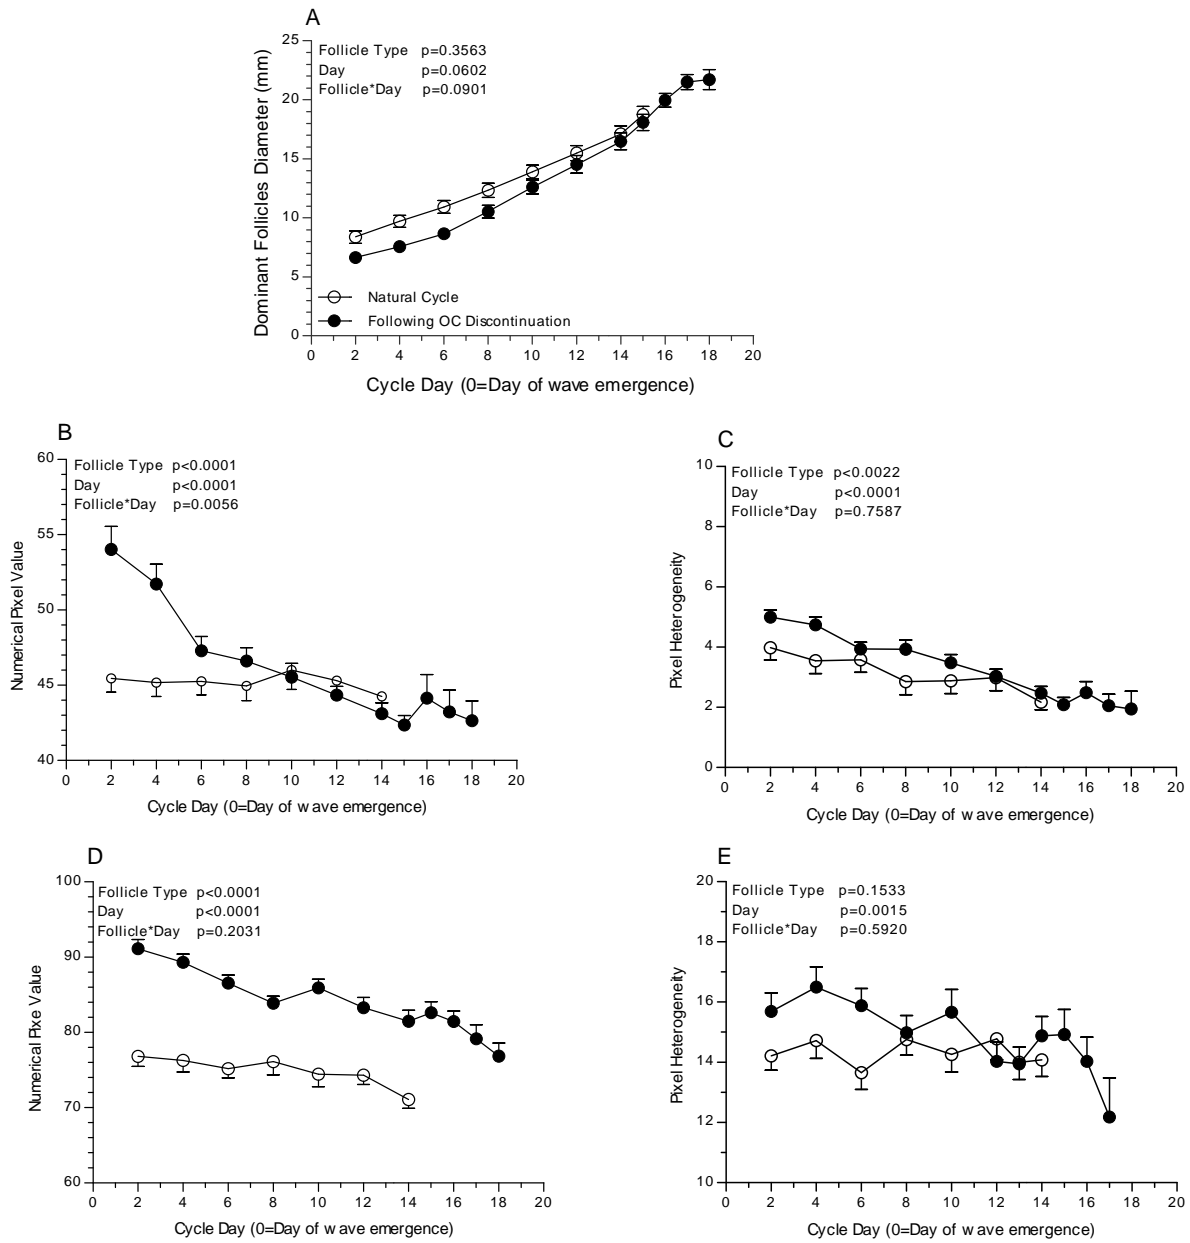 A
25
20
15
10
5
0
Follicle Type p=0.3563
Day p=0.0602
Follicle*Day p=0.0901
Natural Cycle
Following OC Discontinuation
0 2 4 6 8 10 12 14 16 18 20
Dominant Follicles Diameter (mm)
Cycle Day (0=Day of wave emergence)
B
60
55
50
45
40
Follicle Type p<0.0001
Day p<0.0001
Follicle*Day p=0.0056
0 2 4 6 8 10 12 14 16 18 20
Numerical Pixel Value
Cycle Day (0=Day of wave emergence)
C
10
8
6
4
2
0
Follicle Type p<0.0022
Day p<0.0001
Follicle*Day p=0.7587
0 2 4 6 8 10 12 14 16 18 20
Pixel Heterogeneity
Cycle Day (0=Day of wave emergence)
D
100
90
80
70
60
Follicle Type p<0.0001
Day p<0.0001
Follicle*Day p=0.2031
0 2 4 6 8 10 12 14 16 18 20
Numerical Pixe Value
Cycle Day (0=Day of wave emergence)
E
20
18
16
14
12
10
Follicle Type p=0.1533
Day p=0.0015
Follicle*Day p=0.5920
0 2 4 6 8 10 12 14 16 18 20
Pixel Heterogeneity
Cycle Day (0=Day of wave emergence)